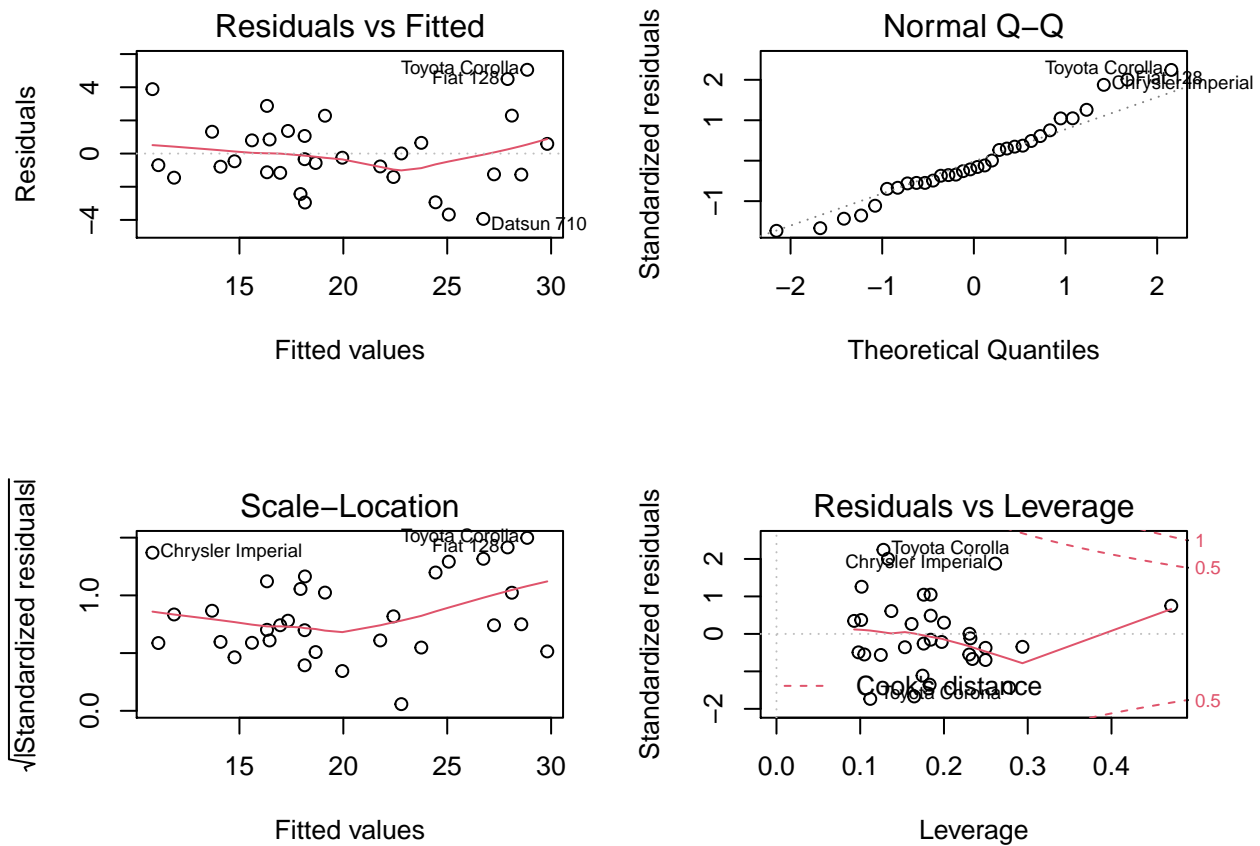 Residuals vs Fitted
Residuals
4
0
−4
Toyota Corolla
Fiat 128
Datsun 710
15 20 25 30
Fitted values
Normal Q−Q
Standardized residuals
2
1
−1
Toyota Corolla
Fiat 128
Chrysler Imperial
−2 −1 0 1 2
Theoretical Quantiles
Scale−Location
√|Standardized residuals|
1.0
0.0
Chrysler Imperial
Toyota Corolla
Fiat 128
15 20 25 30
Fitted values
Residuals vs Leverage
Standardized residuals
2
1
0
−2
Toyota Corolla
Chrysler Imperial
Toyota Corona
Cook's distance
1
0.5
0.5
0.0 0.1 0.2 0.3 0.4
Leverage